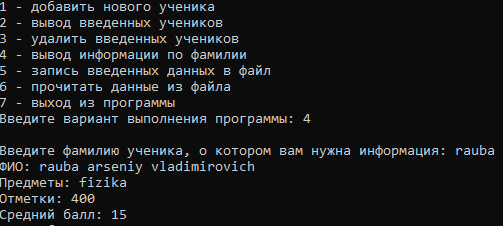 1 - добавить нового ученика
2 - вывод введенных учеников
3 - удалить введенных учеников
4 - вывод информации по фамилии
5 - запись введенных данных в файл
6 - прочитать данные из файла
7 - выход из программы
Введите вариант выполнения программы: 4
Введите фамилию ученика, о котором вам нужна информация: rauba
ФИО: rauba arseniy vladimirovich
Предметы: fizika
Отметки: 400
Средний балл: 15